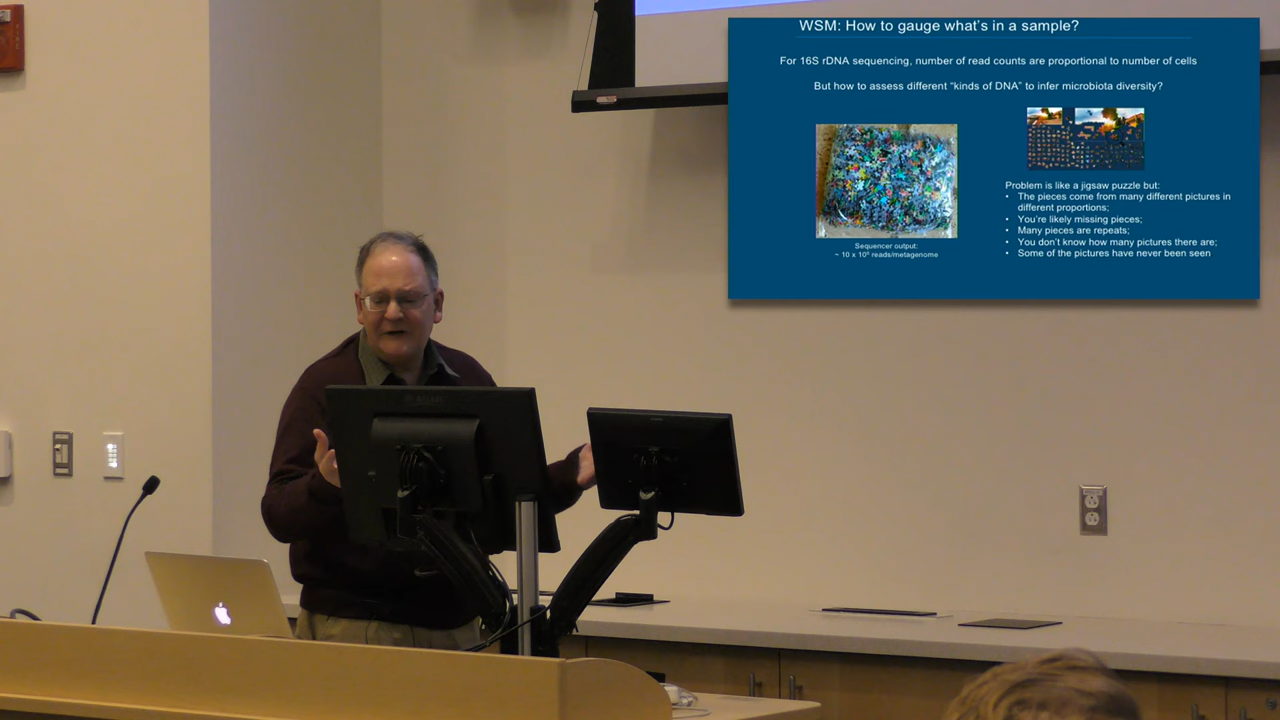 WSM: How to gauge what's in a sample?
For 16S rDNA sequencing, number of read counts are proportional to number of cells
But how to assess different “kinds of DNA” to infer microbiota diversity?
Sequencer output:
~ 10 x 10⁶ reads/metagenome
Problem is like a jigsaw puzzle but:
• The pieces come from many different pictures in
different proportions;
• You're likely missing pieces;
• Many pieces are repeats;
• You don't know how many pictures there are;
• Some of the pictures have never been seen